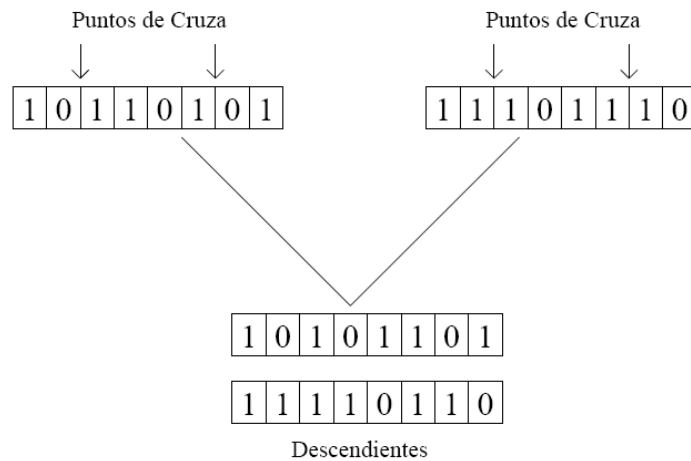 Puntos de Cruza
Puntos de Cruza
1 0 1 1 0 1 0 1
1 1 1 0 1 1 1 0
1 0 1 0 1 1 0 1
1 1 1 1 0 1 1 0
Descendientes